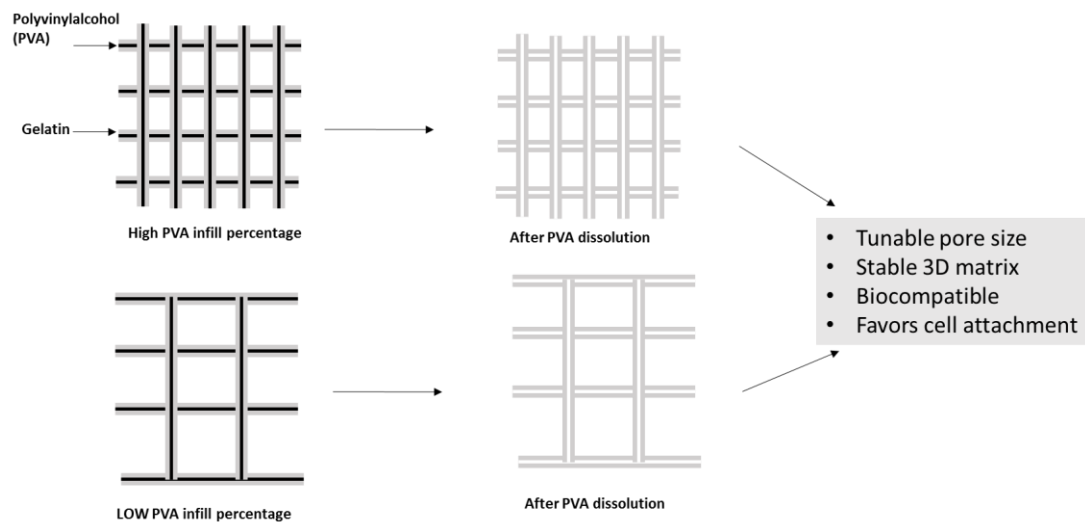 Polyvinylalcohol
(PVA)
Gelatin
High PVA infill percentage
After PVA dissolution
• Tunable pore size
• Stable 3D matrix
• Biocompatible
• Favors cell attachment
LOW PVA infill percentage
After PVA dissolution